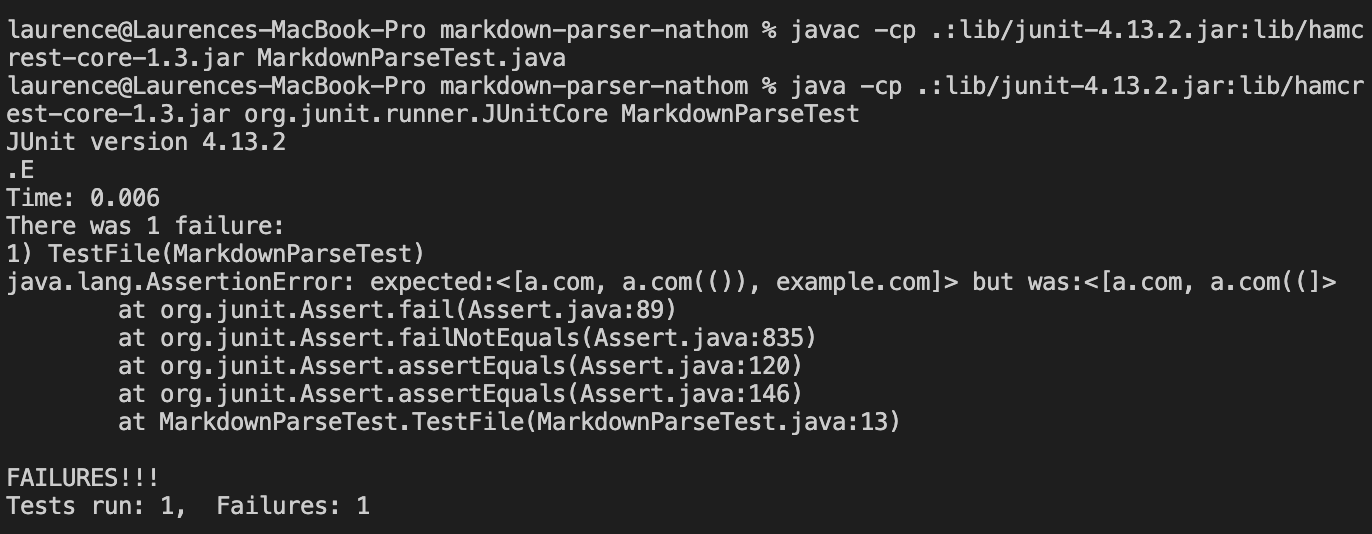 laurence@Laurences-MacBook-Pro markdown-parser-nathom % javac -cp .:lib/junit-4.13.2.jar:lib/hamc
rest-core-1.3.jar MarkdownParseTest.java
laurence@Laurences-MacBook-Pro markdown-parser-nathom % java -cp .:lib/junit-4.13.2.jar:lib/hamcr
est-core-1.3.jar org.junit.runner.JUnitCore MarkdownParseTest
JUnit version 4.13.2
.E
Time: 0.006
There was 1 failure:
1) TestFile(MarkdownParseTest)
java.lang.AssertionError: expected:<[a.com, a.com(()), example.com]> but was:<[a.com, a.com((]>
        at org.junit.Assert.fail(Assert.java:89)
        at org.junit.Assert.failNotEquals(Assert.java:835)
        at org.junit.Assert.assertEquals(Assert.java:120)
        at org.junit.Assert.assertEquals(Assert.java:146)
        at MarkdownParseTest.TestFile(MarkdownParseTest.java:13)

FAILURES!!!
Tests run: 1,  Failures: 1